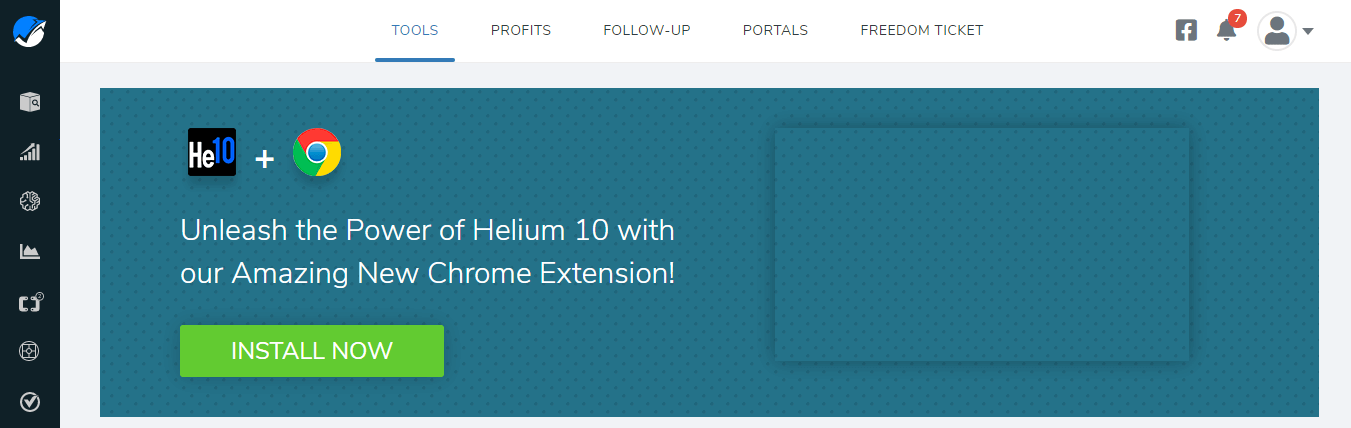 TOOLS PROFITS FOLLOW-UP PORTALS FREEDOM TICKET 7
He10 +
Unleash the Power of Helium 10 with
our Amazing New Chrome Extension!
INSTALL NOW